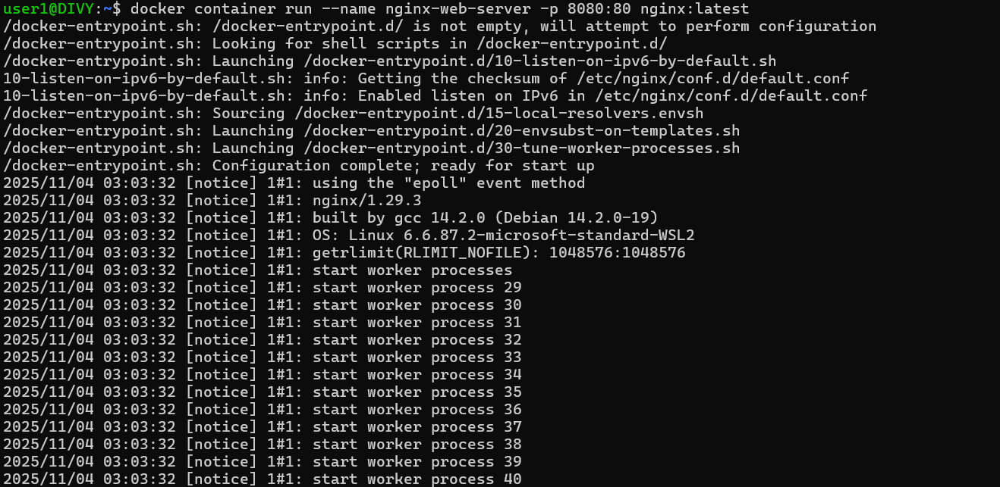 user1@DIVY:~$ docker container run --name nginx-web-server -p 8080:80 nginx:latest
/docker-entrypoint.sh: /docker-entrypoint.d/ is not empty, will attempt to perform configuration
/docker-entrypoint.sh: Looking for shell scripts in /docker-entrypoint.d/
/docker-entrypoint.sh: Launching /docker-entrypoint.d/10-listen-on-ipv6-by-default.sh
10-listen-on-ipv6-by-default.sh: info: Getting the checksum of /etc/nginx/conf.d/default.conf
10-listen-on-ipv6-by-default.sh: info: Enabled listen on IPv6 in /etc/nginx/conf.d/default.conf
/docker-entrypoint.sh: Sourcing /docker-entrypoint.d/15-local-resolvers.envsh
/docker-entrypoint.sh: Launching /docker-entrypoint.d/20-envsubst-on-templates.sh
/docker-entrypoint.sh: Launching /docker-entrypoint.d/30-tune-worker-processes.sh
/docker-entrypoint.sh: Configuration complete; ready for start up
2025/11/04 03:03:32 [notice] 1#1: using the "epoll" event method
2025/11/04 03:03:32 [notice] 1#1: nginx/1.29.3
2025/11/04 03:03:32 [notice] 1#1: built by gcc 14.2.0 (Debian 14.2.0-19)
2025/11/04 03:03:32 [notice] 1#1: OS: Linux 6.6.87.2-microsoft-standard-WSL2
2025/11/04 03:03:32 [notice] 1#1: getrlimit(RLIMIT_NOFILE): 1048576:1048576
2025/11/04 03:03:32 [notice] 1#1: start worker processes
2025/11/04 03:03:32 [notice] 1#1: start worker process 29
2025/11/04 03:03:32 [notice] 1#1: start worker process 30
2025/11/04 03:03:32 [notice] 1#1: start worker process 31
2025/11/04 03:03:32 [notice] 1#1: start worker process 32
2025/11/04 03:03:32 [notice] 1#1: start worker process 33
2025/11/04 03:03:32 [notice] 1#1: start worker process 34
2025/11/04 03:03:32 [notice] 1#1: start worker process 35
2025/11/04 03:03:32 [notice] 1#1: start worker process 36
2025/11/04 03:03:32 [notice] 1#1: start worker process 37
2025/11/04 03:03:32 [notice] 1#1: start worker process 38
2025/11/04 03:03:32 [notice] 1#1: start worker process 39
2025/11/04 03:03:32 [notice] 1#1: start worker process 40